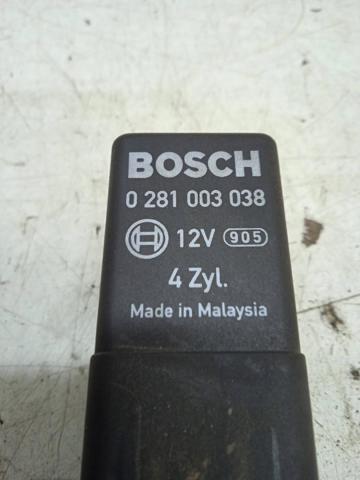 BOSCH
0 281 003 038
12V 905
4 Zyl.
Made in Malaysia